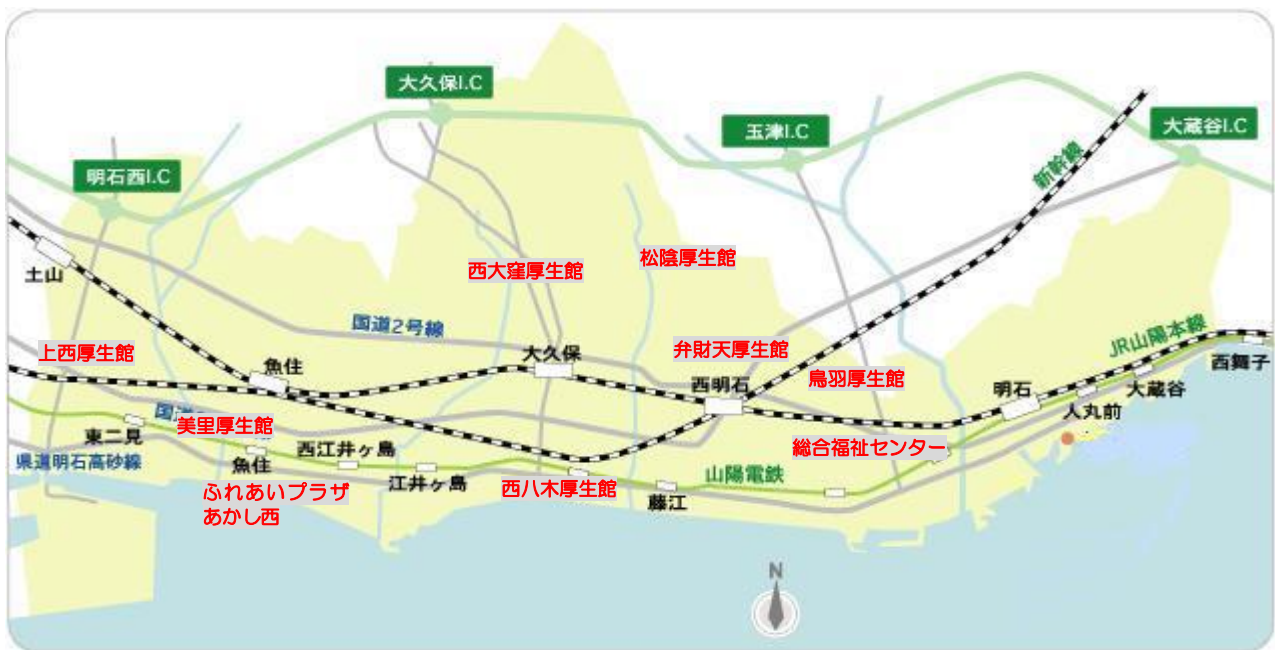 大久保I.C
玉津I.C
大蔵谷I.C
明石西I.C
新幹線
松陰厚生館
西大窪厚生館
土山
国道2号線
JR山陽本線
上西厚生館
弁財天厚生館
大久保
西舞子
魚住
鳥羽厚生館
西明石
大蔵谷
明石
人丸前
国道
美里厚生館
東二見
西江井ヶ島
総合福祉センター
県道明石高砂線
魚住
江井ヶ島
山陽電鉄
西八木厚生館
藤江
ふれあいプラザ
あかし西
N